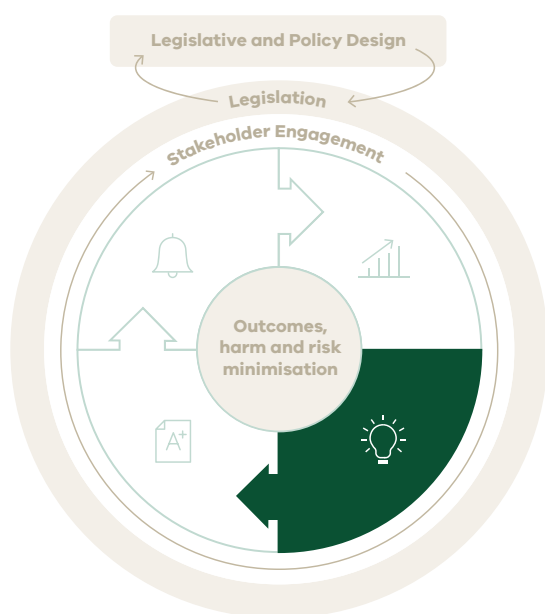 Legislative and Policy Design
Legislation
Stakeholder Engagement
Outcomes,
harm and risk
minimisation
A+